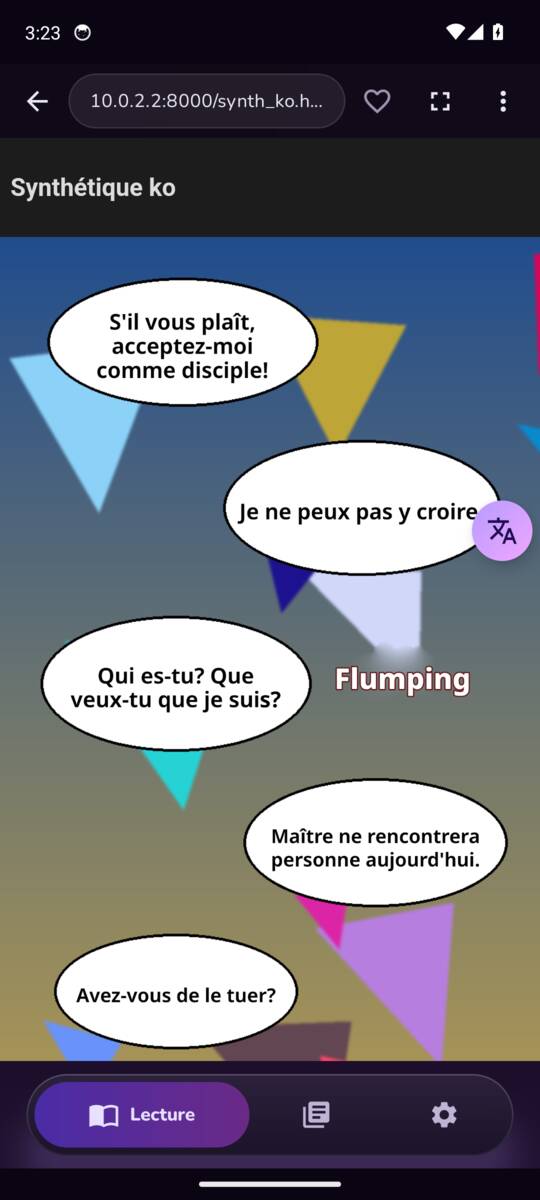 3:23
10.0.2.2:8000/synth_ko.h...
Synthétique ko
S'il vous plaît,
acceptez-moi
comme disciple!
Je ne peux pas y croire
Qui es-tu? Que
veux-tu que je suis?
Flumping
Maître ne rencontrera
personne aujourd'hui.
Avez-vous de le tuer?
Lecture